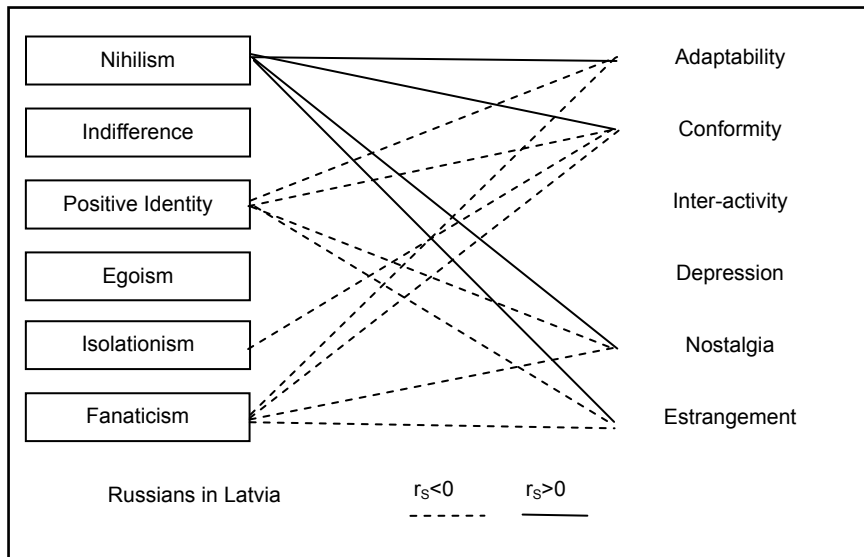 Nihilism
Adaptability
Indifference
Conformity
Positive Identity
Inter-activity
Egoism
Depression
Isolationism
Nostalgia
Fanaticism
Estrangement
Russians in Latvia
rS<0
rS>0